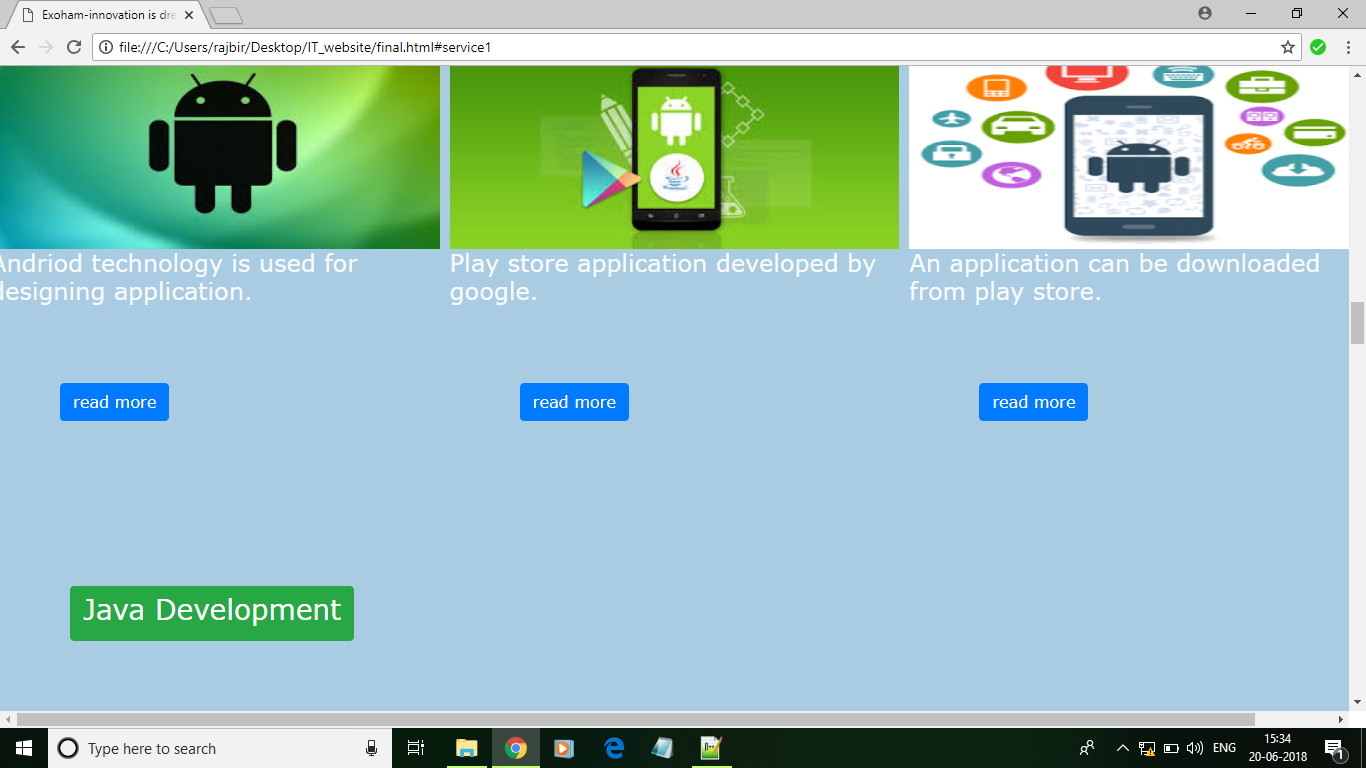 Exoham-innovation is dre
file:///C:/Users/rajbir/Desktop/IT_website/final.html#service1
Andriod technology is used for
designing application.
Play store application developed by
google.
An application can be downloaded
from play store.
read more
read more
read more
Java Development
Type here to search
ENG
15:34
20-06-2018
1